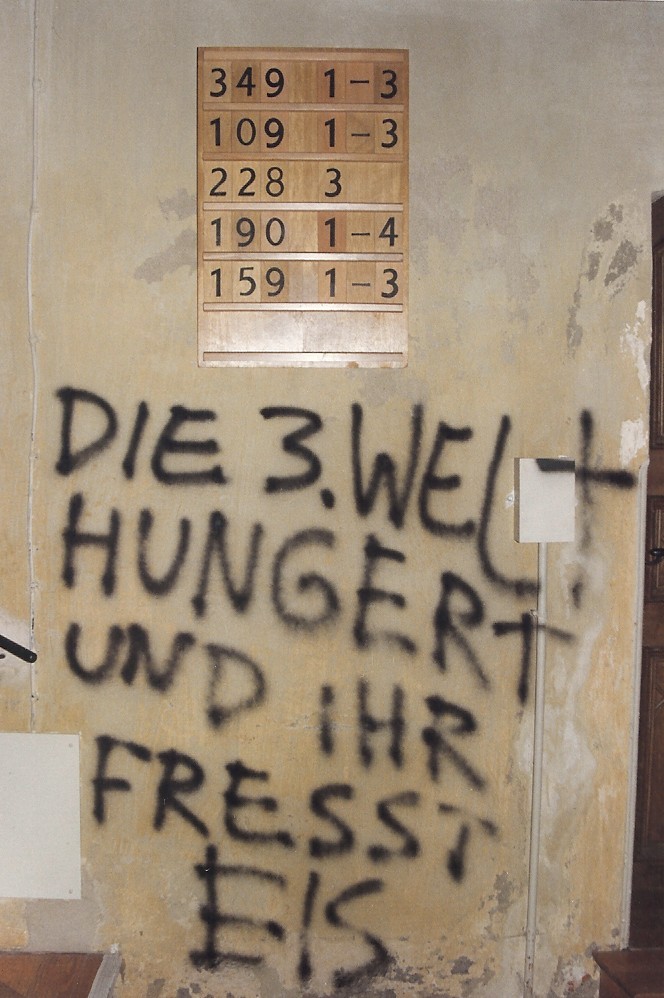 349 1-3
109 1-3
228 3
190 1-4
159 1-3
DIE 3. WELT
HUNGERT
UND IHR
FRESST
EIS